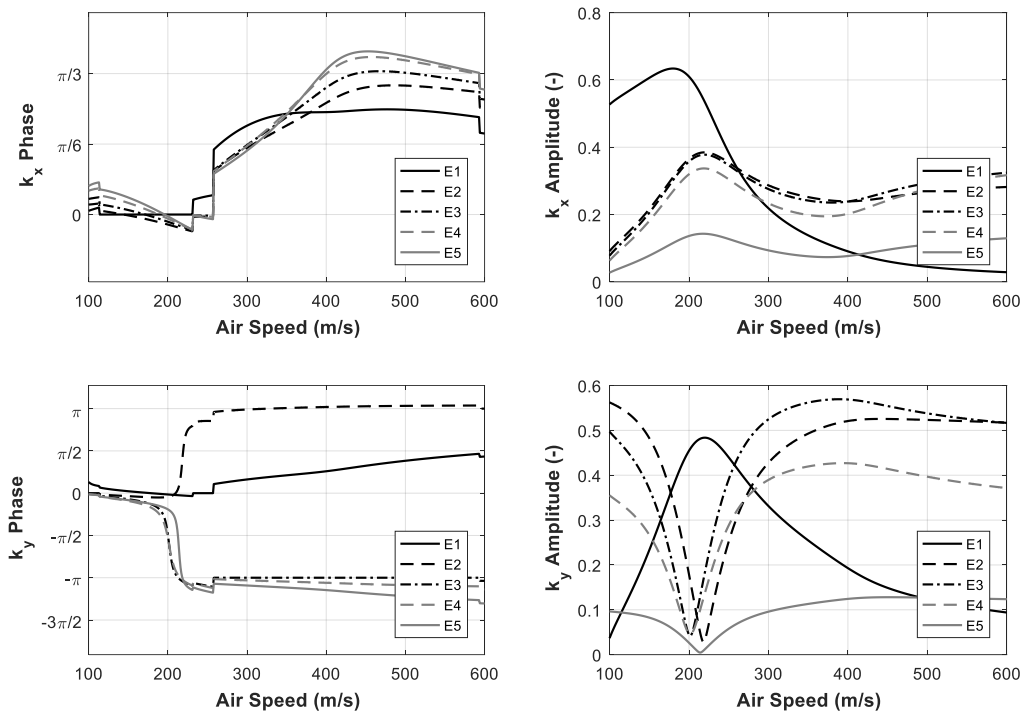 π/3
π/6
0
k_x Phase
100 200 300 400 500 600
Air Speed (m/s)
E1
E2
E3
E4
E5
0.8
0.6
0.4
0.2
0
k_x Amplitude (-)
100 200 300 400 500 600
Air Speed (m/s)
E1
E2
E3
E4
E5
π
π/2
0
-π/2
-π
-3π/2
k_y Phase
100 200 300 400 500 600
Air Speed (m/s)
E1
E2
E3
E4
E5
0.6
0.5
0.4
0.3
0.2
0.1
0
k_y Amplitude (-)
100 200 300 400 500 600
Air Speed (m/s)
E1
E2
E3
E4
E5